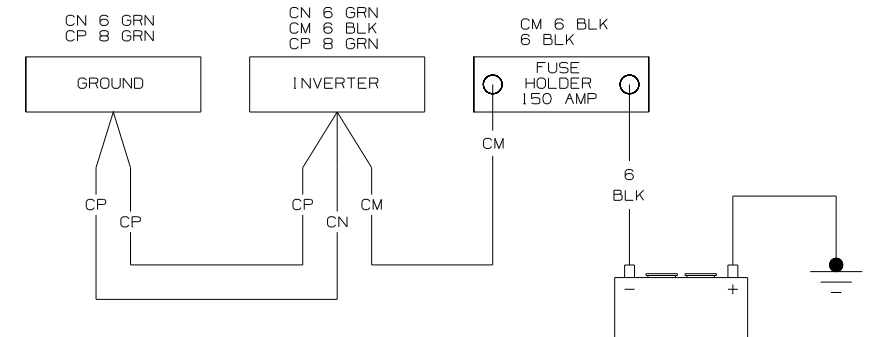 CN 6 GRN
CP 8 GRN
CN 6 GRN
CM 6 BLK
CP 8 GRN
CM 6 BLK
6 BLK
GROUND
INVERTER
FUSE
HOLDER
150 AMP
CM
6
BLK
CP
CP
CP
CN
CM
- +